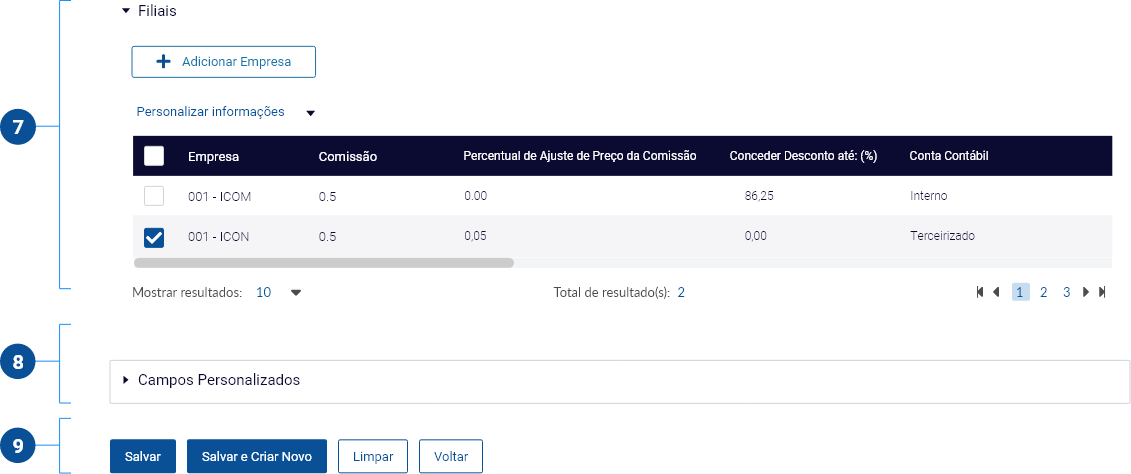 Filiais
Adicionar Empresa
Personalizar informações
7
Empresa Comissão Percentual de Ajuste de Preço da Comissão Conceder Desconto até: (%) Conta Contábil
001 - ICOM 0.5 0.00 86,25 Interno
001 - ICON 0.5 0,05 0,00 Terceirizado
Mostrar resultados: 10 Total de resultado(s): 2 1 2 3
8
Campos Personalizados
9
Salvar Salvar e Criar Novo Limpar Voltar